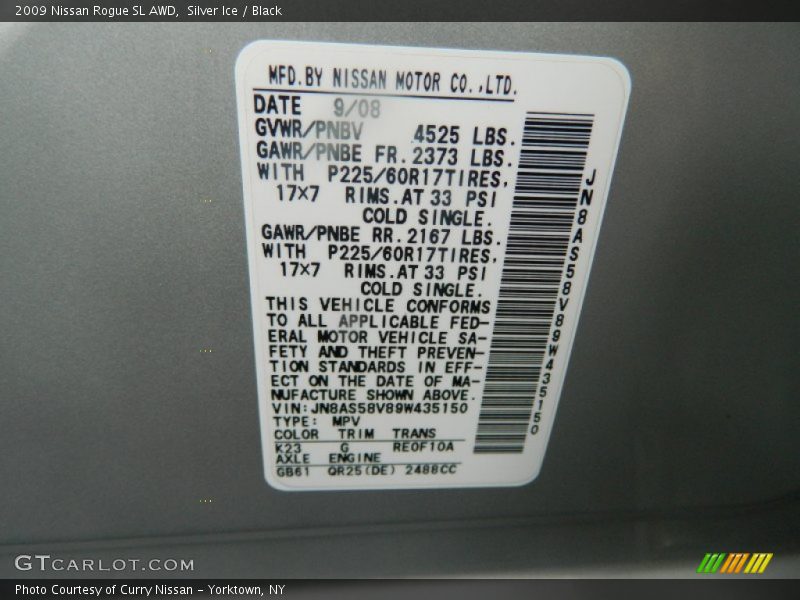 2009 Nissan Rogue SL AWD,  Silver Ice / Black
MFD.BY NISSAN MOTOR CO.,LTD.
DATE 9/08
GVWR/PNBV 4525 LBS.
GAWR/PNBE FR. 2373 LBS.
WITH P225/60R17TIRES,
17×7 RIMS.AT 33 PSI
COLD SINGLE.
GAWR/PNBE RR. 2167 LBS.
WITH P225/60R17TIRES,
17×7 RIMS.AT 33 PSI
COLD SINGLE.
THIS VEHICLE CONFORMS
TO ALL APPLICABLE FED-
ERAL MOTOR VEHICLE SA-
FETY AND THEFT PREVEN-
TION STANDARDS IN EFF-
ECT ON THE DATE OF MA-
NUFACTURE SHOWN ABOVE.
VIN:JN8AS58V89W435150
TYPE: MPV
COLOR TRIM TRANS
K23 G RE0F10A
AXLE ENGINE
GB61 QR25(DE) 2488CC
JN8AS58V89W435150
GTCARLOT.COM
Photo Courtesy of Curry Nissan - Yorktown, NY